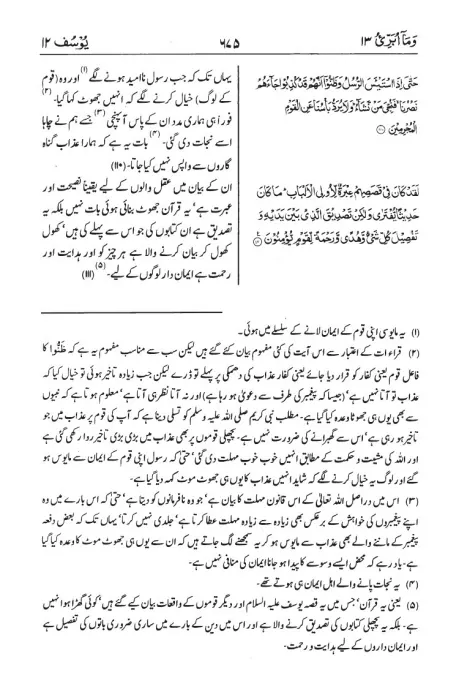 وَمَآ اُبَرِّئُ ۱۳
۶۷۵
یُوْسُف ۱۲
حَتّٰۤی اِذَا اسْتَیْـَٔسَ الرُّسُلُ وَظَنُّوْۤا اَنَّهُمْ قَدْ كُذِبُوْا جَآءَهُمْ
نَصْرُنَا فَنُجِّیَ مَنْ نَّشَآءُ وَلَا یُرَدُّ بَاْسُنَا عَنِ الْقَوْمِ
الْمُجْرِمِیْنَ
لَقَدْ كَانَ فِیْ قَصَصِهِمْ عِبْرَةٌ لِّاُولِی الْاَلْبَابِ مَا كَانَ
حَدِیْثًا یُّفْتَرٰی وَلٰكِنْ تَصْدِیْقَ الَّذِیْ بَیْنَ یَدَیْهِ وَ
تَفْصِیْلَ كُلِّ شَیْءٍ وَّهُدًی وَّرَحْمَةً لِّقَوْمٍ یُّؤْمِنُوْنَ
یہاں تک کہ جب رسول ناامید ہونے لگے (۱) اور وہ (قوم
کے لوگ) خیال کرنے لگے کہ انہیں جھوٹ کہا گیا۔ (۲)
فوراً ہی ہماری مدد ان کے پاس آپہنچی (۳) جسے ہم نے چاہا
اسے نجات دی گئی۔ (۴) بات یہ ہے کہ ہمارا عذاب گناہ
گاروں سے واپس نہیں کیا جاتا۔ (۱۱۰)
ان کے بیان میں عقل والوں کے لیے یقیناً نصیحت اور
عبرت ہے، یہ قرآن جھوٹ بنائی ہوئی بات نہیں بلکہ یہ
تصدیق ہے ان کتابوں کی جو اس سے پہلے کی ہیں، کھول
کھول کر بیان کرنے والا ہے ہر چیز کو اور ہدایت اور
رحمت ہے ایمان دار لوگوں کے لیے۔ (۵) (۱۱۱)
(۱) یہ مایوسی اپنی قوم کے ایمان لانے کے سلسلے میں ہوئی۔
(۲) قراءات کے اعتبار سے اس آیت کی کئی مفہوم بیان کئے گئے ہیں لیکن سب سے مناسب مفہوم یہ ہے کہ ظَنُّوا کا
فاعل قوم یعنی کفار کو قرار دیا جائے یعنی کفار عذاب کی دھمکی پر پہلے تو ڈرے لیکن جب زیادہ تاخیر ہوئی تو خیال کیا کہ
عذاب تو آتا نہیں ہے، (جیسا کہ پیغمبر کی طرف سے دعویٰ ہو رہا ہے) اور نہ آتا نظر ہی آتا ہے، معلوم ہوتا ہے کہ نبیوں
سے بھی یوں ہی جھوٹا وعدہ کیا گیا ہے۔ مطلب نبی کریم صلی اللہ علیہ وسلم کو تسلی دینا ہے کہ آپ کی قوم پر عذاب میں جو
تاخیر ہو رہی ہے، اس سے گھبرانے کی ضرورت نہیں ہے، پچھلی قوموں پر بھی عذاب میں بڑی بڑی تاخیر روا رکھی گئی ہے
اور اللہ کی مشیت و حکمت کے مطابق انہیں خوب خوب مہلت دی گئی، حتیٰ کہ رسول اپنی قوم کے ایمان سے مایوس ہو
گئے اور لوگ یہ خیال کرنے لگے کہ شاید انہیں عذاب کا یوں ہی جھوٹ موٹ کہہ دیا گیا ہے۔
(۳) اس میں دراصل اللہ تعالیٰ کے اس قانون مہلت کا بیان ہے، جو وہ نافرمانوں کو دیتا ہے، حتیٰ کہ اس بارے میں وہ
اپنے پیغمبروں کی خواہش کے برعکس بھی زیادہ سے زیادہ مہلت عطا کرتا ہے، جلدی نہیں کرتا، یہاں تک کہ بعض دفعہ
پیغمبر کے ماننے والے بھی عذاب سے مایوس ہو کر یہ سمجھنے لگ جاتے ہیں کہ ان سے یوں ہی جھوٹ موٹ کا وعدہ کیا گیا
ہے۔ یاد رہے کہ محض ایسے وسوسے کا پیدا ہو جانا ایمان کی منافی نہیں ہے۔
(۴) یہ نجات پانے والے اہل ایمان ہی ہوتے تھے۔
(۵) یعنی یہ قرآن، جس میں یہ قصہ یوسف علیہ السلام اور دیگر قوموں کے واقعات بیان کیے گئے ہیں، کوئی گھڑا ہوا نہیں
ہے۔ بلکہ یہ پچھلی کتابوں کی تصدیق کرنے والا ہے اور اس میں دین کے بارے میں ساری ضروری باتوں کی تفصیل ہے
اور ایمان داروں کے لیے ہدایت و رحمت۔